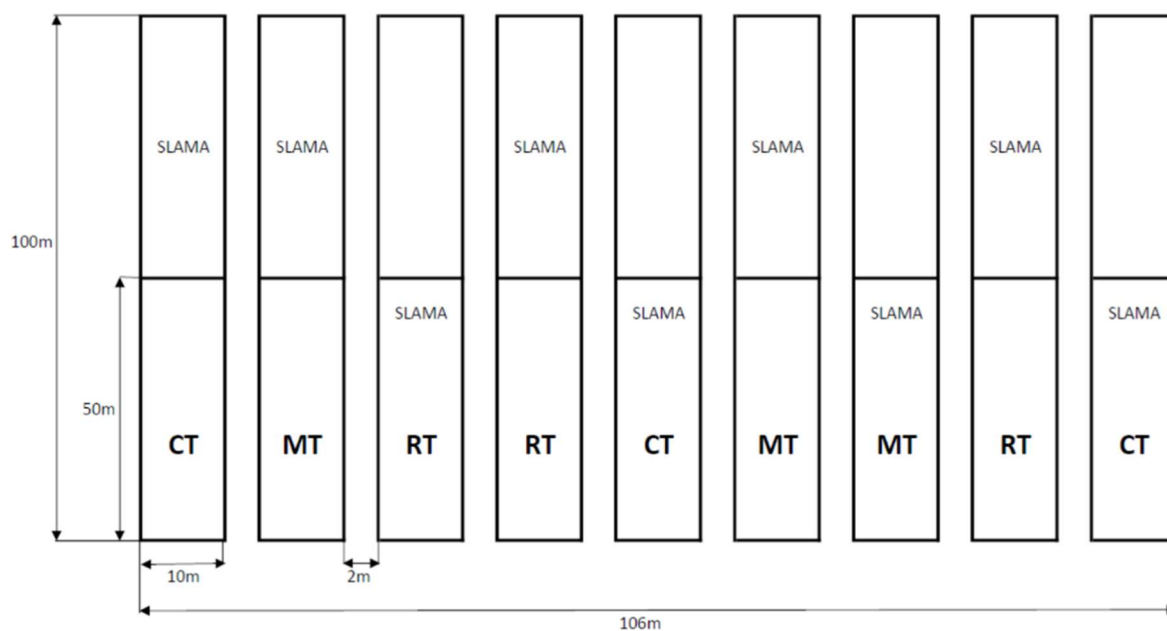 SLAMA SLAMA SLAMA SLAMA SLAMA
100m
SLAMA SLAMA SLAMA SLAMA
50m
CT MT RT RT CT MT MT RT CT
10m 2m
106m